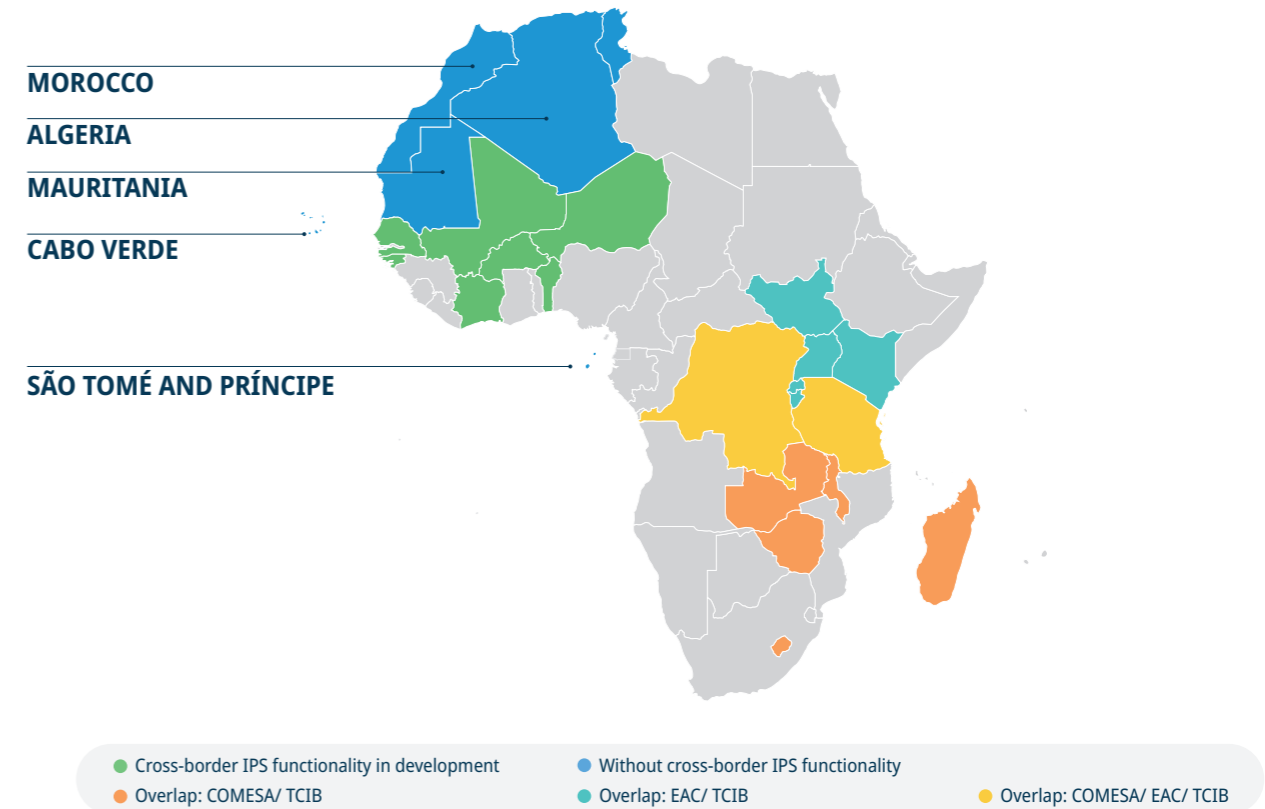 MOROCCO
ALGERIA
MAURITANIA
CABO VERDE
SÃO TOMÉ AND PRÍNCIPE
Cross-border IPS functionality in development
Without cross-border IPS functionality
Overlap: COMESA/ TCIB
Overlap: EAC/ TCIB
Overlap: COMESA/ EAC/ TCIB